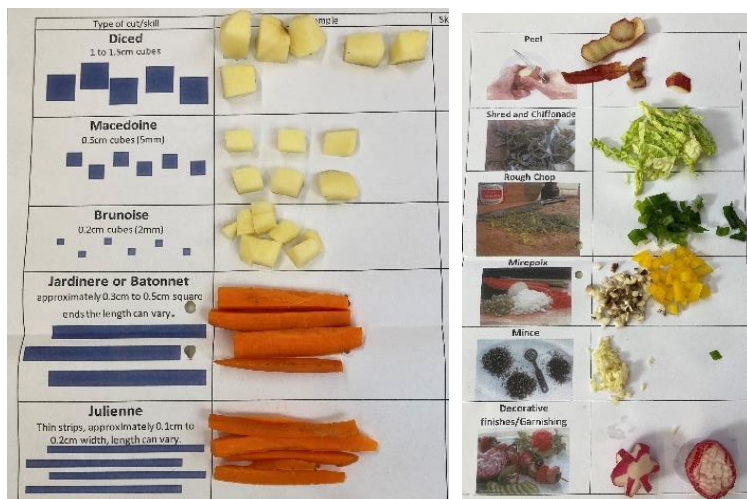 Type of cut/skill
Sk
Diced
1 to 1.5cm cubes
Macedoine
0.5cm cubes (5mm)
Brunoise
0.2cm cubes (2mm)
Jardinere or Batonnet
approximately 0.3cm to 0.5cm square
ends the length can vary.
Julienne
Thin strips, approximately 0.1cm to
0.2cm width, length can vary.
Peel
Shred and Chiffonade
Rough Chop
Mirepoix
Mince
Decorative
finishes/Garnishing